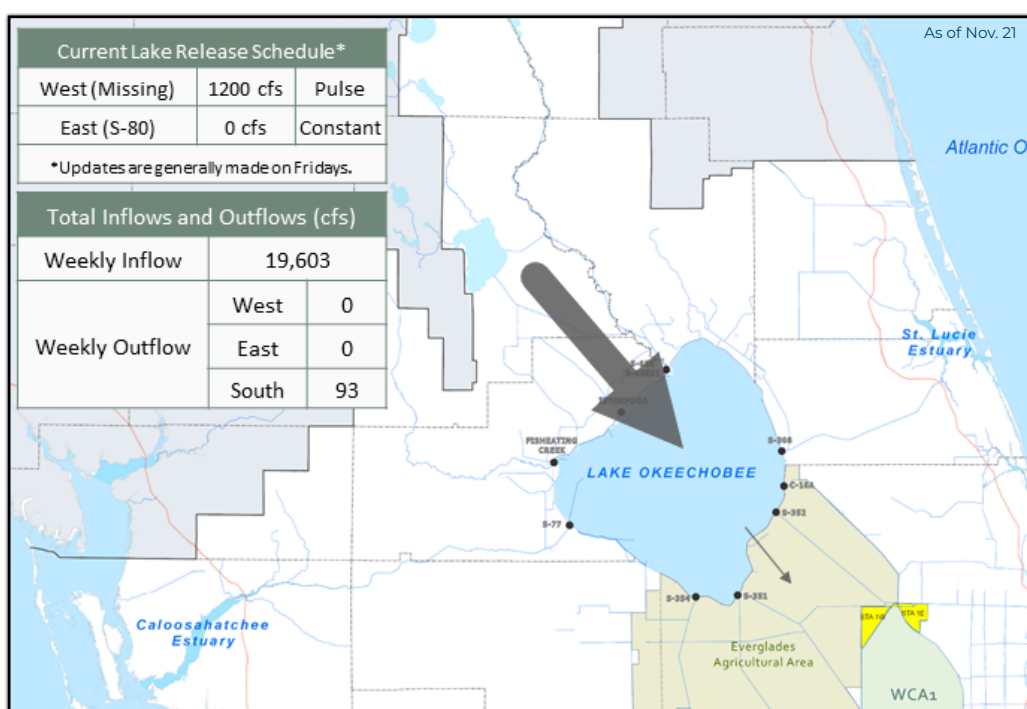 As of Nov. 21
Current Lake Release Schedule*
West (Missing) 1200 cfs Pulse
East (S-80) 0 cfs Constant
*Updates are generally made on Fridays.
Atlantic O
Total Inflows and Outflows (cfs)
Weekly Inflow 19,603
West 0
Weekly Outflow East 0
South 93
St. Lucie
Estuary
FISHEATING
CREEK
S-308
LAKE OKEECHOBEE
C-10A
S-352
S-77
S-354
S-351
Caloosahatchee
Estuary
STA 1E
Everglades
Agricultural Area
WCA1